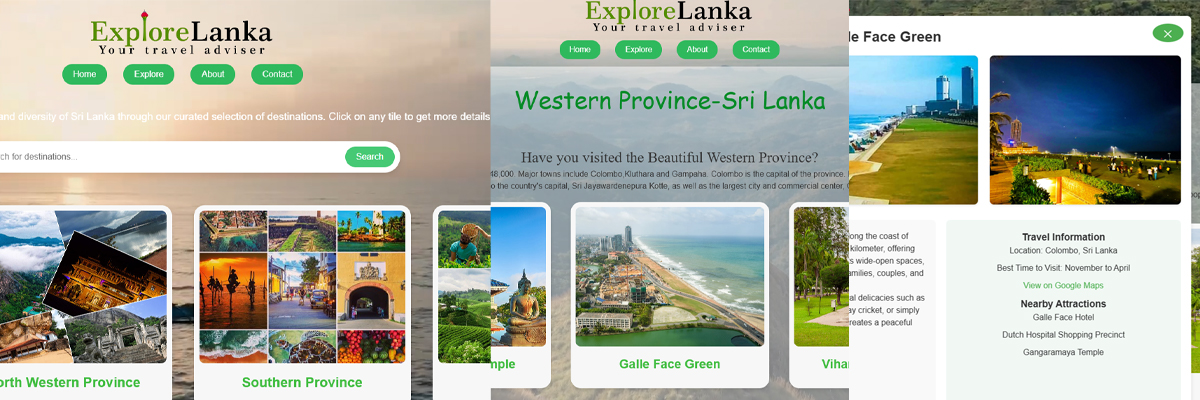 ExploreLanka
Your travel adviser
Home Explore About Contact
and diversity of Sri Lanka through our curated selection of destinations. Click on any tile to get more details
for destinations...
Search
North Western Province
Southern Province
ExploreLanka
Your travel adviser
Home Explore About Contact
Western Province-Sri Lanka
Have you visited the Beautiful Western Province?
48,000. Major towns include Colombo,Kluthara and Gampaha. Colombo is the capital of the province.
o the country's capital, Sri Jayawardenepura Kotte, as well as the largest city and commercial center,
mple
Galle Face Green
Viha
le Face Green
ong the coast of
kilometer, offering
s wide-open spaces,
amilies, couples, and
al delicacies such as
ay cricket, or simply
reates a peaceful
Travel Information
Location: Colombo, Sri Lanka
Best Time to Visit: November to April
View on Google Maps
Nearby Attractions
Galle Face Hotel
Dutch Hospital Shopping Precinct
Gangaramaya Temple